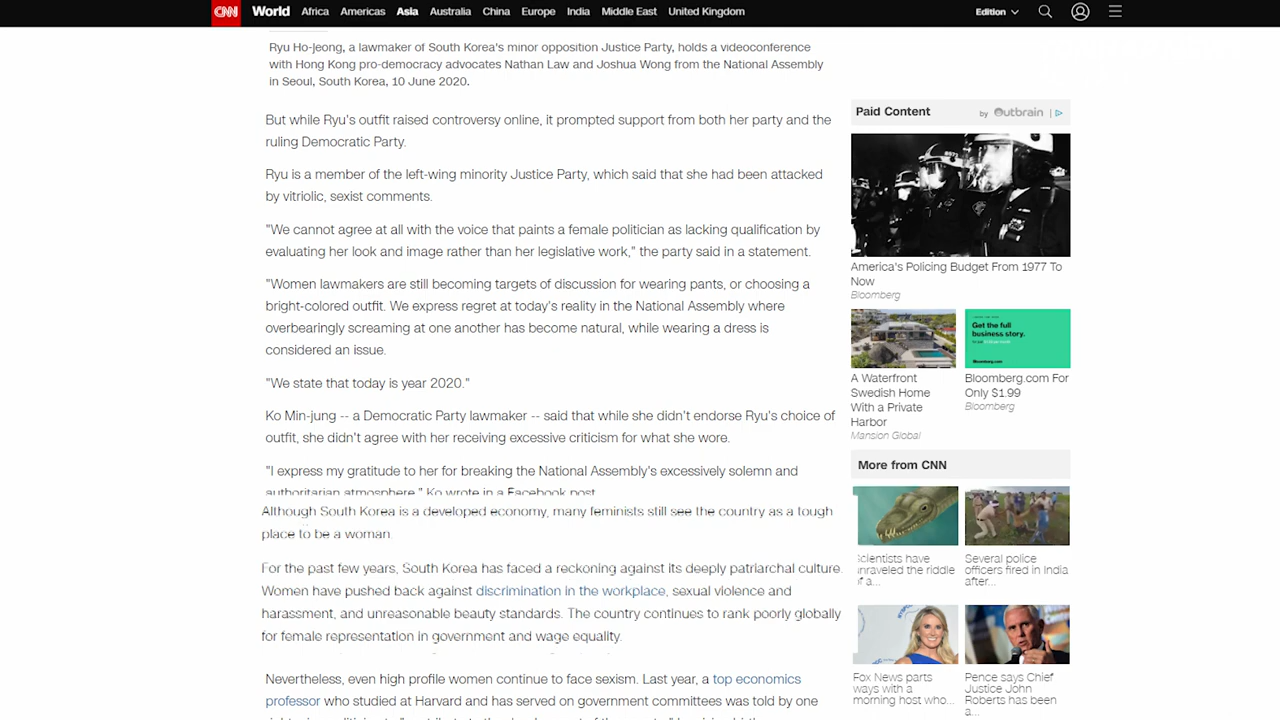 CNN World Africa Americas Asia Australia China Europe India Middle East United Kingdom Edition
Ryu Ho-jeong, a lawmaker of South Korea's minor opposition Justice Party, holds a videoconference
with Hong Kong pro-democracy advocates Nathan Law and Joshua Wong from the National Assembly
in Seoul, South Korea, 10 June 2020.
But while Ryu's outfit raised controversy online, it prompted support from both her party and the
ruling Democratic Party.
Ryu is a member of the left-wing minority Justice Party, which said that she had been attacked
by vitriolic, sexist comments.
"We cannot agree at all with the voice that paints a female politician as lacking qualification by
evaluating her look and image rather than her legislative work," the party said in a statement.
"Women lawmakers are still becoming targets of discussion for wearing pants, or choosing a
bright-colored outfit. We express regret at today's reality in the National Assembly where
overbearingly screaming at one another has become natural, while wearing a dress is
considered an issue.
"We state that today is year 2020."
Ko Min-jung -- a Democratic Party lawmaker -- said that while she didn't endorse Ryu's choice of
outfit, she didn't agree with her receiving excessive criticism for what she wore.
"I express my gratitude to her for breaking the National Assembly's excessively solemn and
authoritarian atmosphere," Ko wrote in a Facebook post.
Although South Korea is a developed economy, many feminists still see the country as a tough
place to be a woman.
For the past few years, South Korea has faced a reckoning against its deeply patriarchal culture.
Women have pushed back against discrimination in the workplace, sexual violence and
harassment, and unreasonable beauty standards. The country continues to rank poorly globally
for female representation in government and wage equality.
Nevertheless, even high profile women continue to face sexism. Last year, a top economics
professor who studied at Harvard and has served on government committees was told by one
Paid Content
by Outbrain
America's Policing Budget From 1977 To
Now
Bloomberg
Get the full
business story.
Bloomberg.com
A Waterfront
Swedish Home
With a Private
Harbor
Mansion Global
Bloomberg.com For
Only $1.99
Bloomberg
More from CNN
Scientists have
unraveled the riddle
of a...
Several police
officers fired in India
after...
Fox News parts
ways with a
morning host who...
Pence says Chief
Justice John
Roberts has been
a...